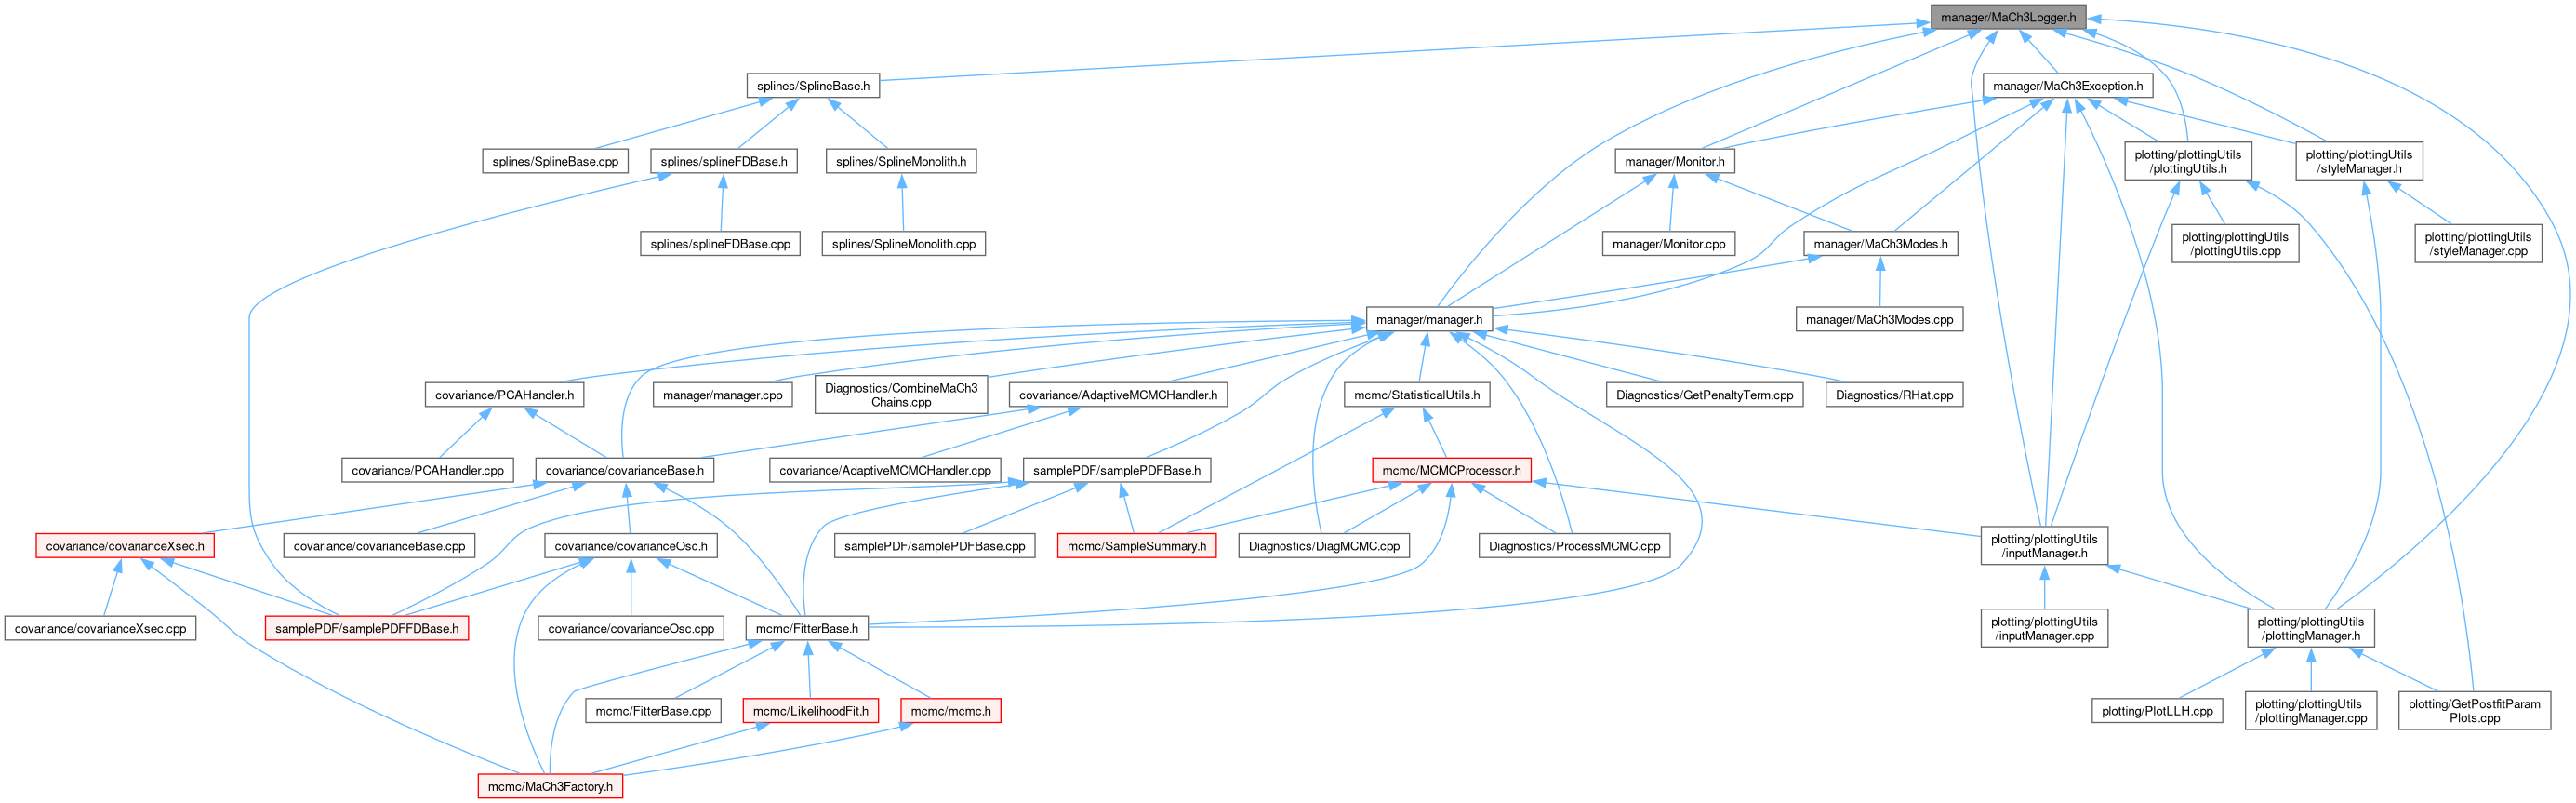 manager/MaCh3Logger.h
splines/SplineBase.h
manager/MaCh3Exception.h
splines/SplineBase.cpp
splines/splineFDBase.h
splines/SplineMonolith.h
manager/Monitor.h
plotting/plottingUtils
/plottingUtils.h
plotting/plottingUtils
/styleManager.h
splines/splineFDBase.cpp
splines/SplineMonolith.cpp
manager/Monitor.cpp
manager/MaCh3Modes.h
plotting/plottingUtils
/plottingUtils.cpp
plotting/plottingUtils
/styleManager.cpp
manager/manager.h
manager/MaCh3Modes.cpp
covariance/PCAHandler.h
manager/manager.cpp
Diagnostics/CombineMaCh3
Chains.cpp
covariance/AdaptiveMCMCHandler.h
mcmc/StatisticalUtils.h
Diagnostics/GetPenaltyTerm.cpp
Diagnostics/RHat.cpp
covariance/PCAHandler.cpp
covariance/covarianceBase.h
covariance/AdaptiveMCMCHandler.cpp
samplePDF/samplePDFBase.h
mcmc/MCMCProcessor.h
covariance/covarianceXsec.h
covariance/covarianceBase.cpp
covariance/covarianceOsc.h
samplePDF/samplePDFBase.cpp
mcmc/SampleSummary.h
Diagnostics/DiagMCMC.cpp
Diagnostics/ProcessMCMC.cpp
plotting/plottingUtils
/inputManager.h
covariance/covarianceXsec.cpp
samplePDF/samplePDFFDBase.h
covariance/covarianceOsc.cpp
mcmc/FitterBase.h
plotting/plottingUtils
/inputManager.cpp
plotting/plottingUtils
/plottingManager.h
mcmc/FitterBase.cpp
mcmc/LikelihoodFit.h
mcmc/mcmc.h
plotting/PlotLLH.cpp
plotting/plottingUtils
/plottingManager.cpp
plotting/GetPostfitParam
Plots.cpp
mcmc/MaCh3Factory.h